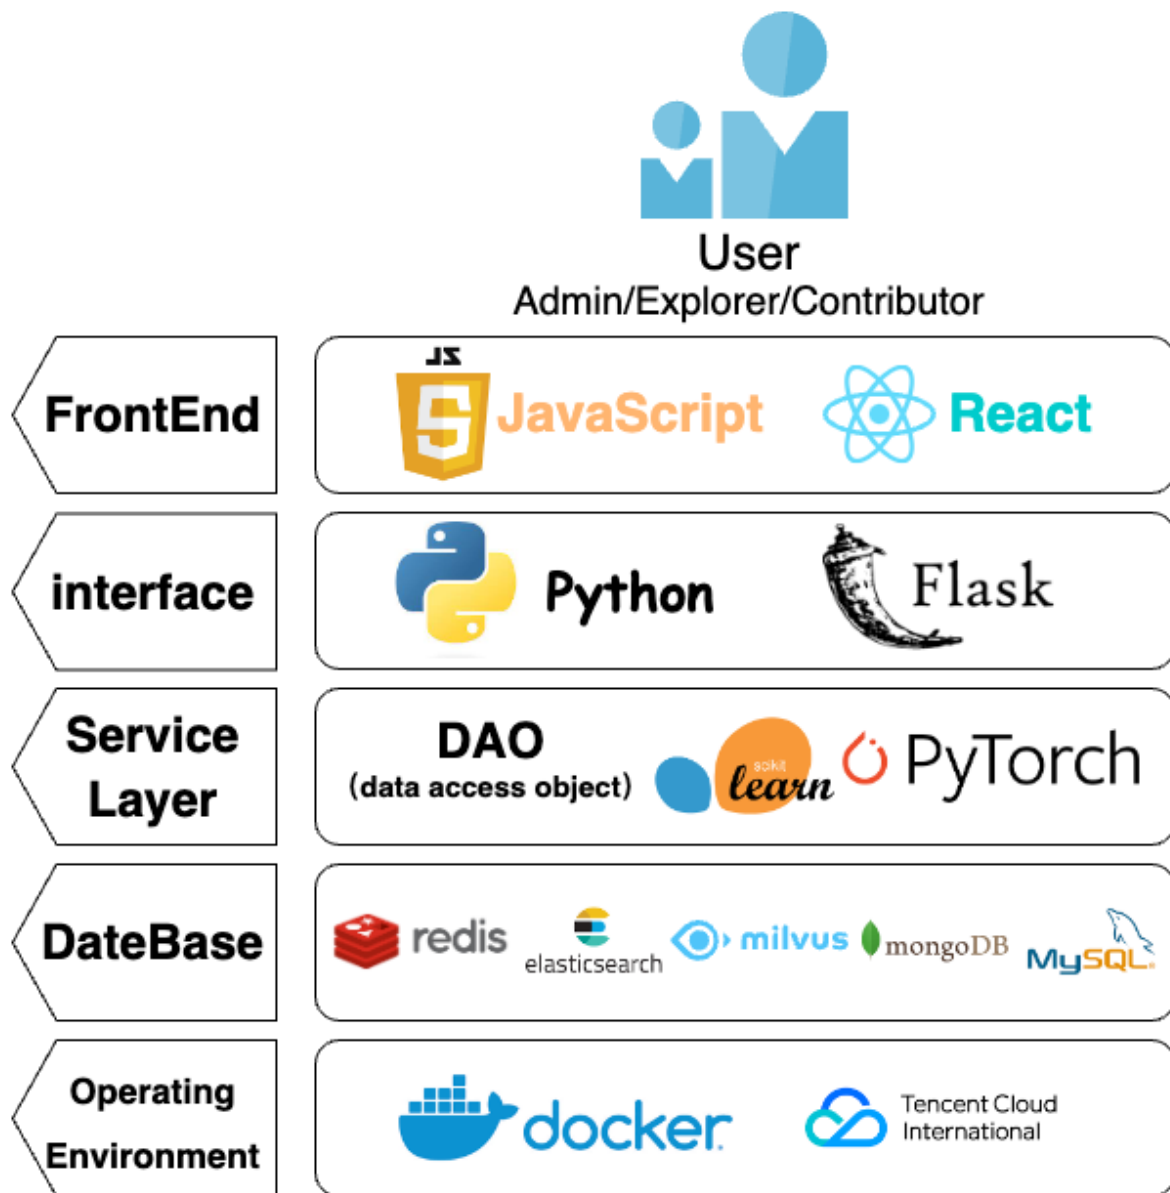 User
Admin/Explorer/Contributor
FrontEnd
JS
JavaScript
React
interface
Python
Flask
Service
Layer
DAO
(data access object)
scikit
learn
PyTorch
DateBase
redis
elasticsearch
milvus
mongoDB
MySQL®
Operating
Environment
docker
Tencent Cloud
International